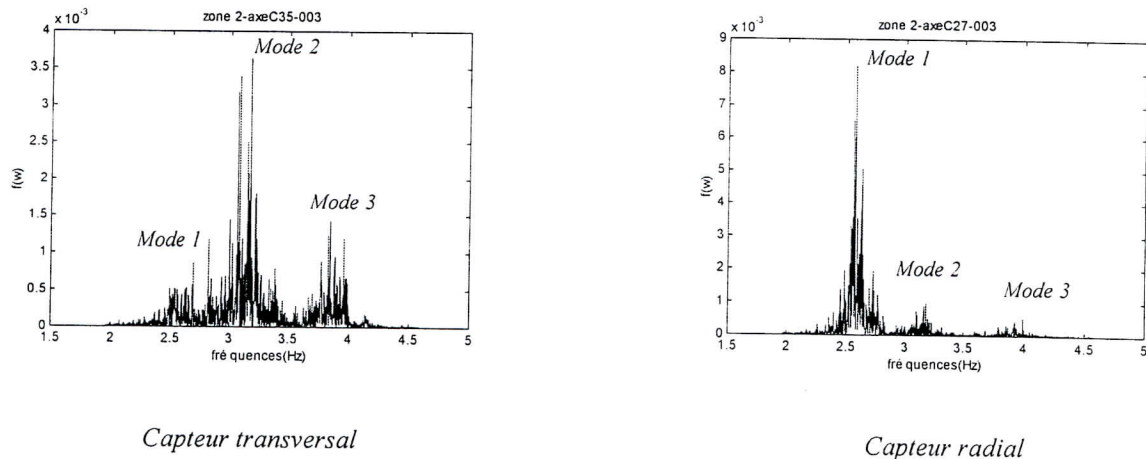 zone 2-axeC35-003
x 10⁻³
Mode 2
Mode 3
Mode 1
f(w)
4
3.5
3
2.5
2
1.5
1
0.5
0
1.5 2 2.5 3 3.5 4 4.5 5
fré quences(Hz)
Capteur transversal
zone 2-axeC27-003
x 10⁻³
Mode 1
Mode 2
Mode 3
f(w)
9
8
7
6
5
4
3
2
1
0
1.5 2 2.5 3 3.5 4 4.5 5
fré quences(Hz)
Capteur radial